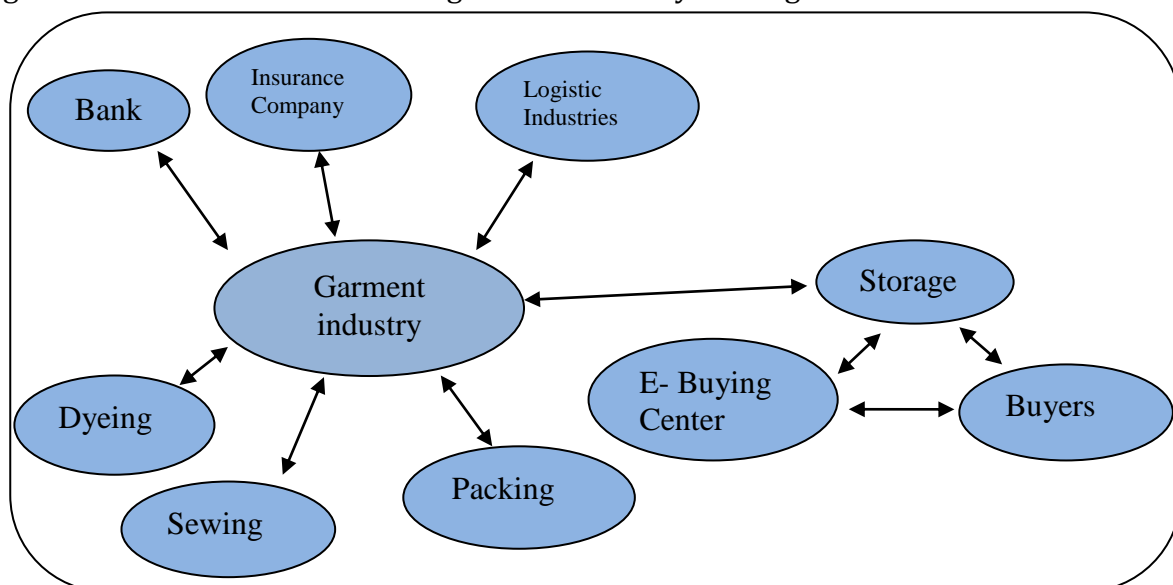 Bank
Insurance
Company
Logistic
Industries
Garment
industry
Storage
E- Buying
Center
Buyers
Dyeing
Packing
Sewing